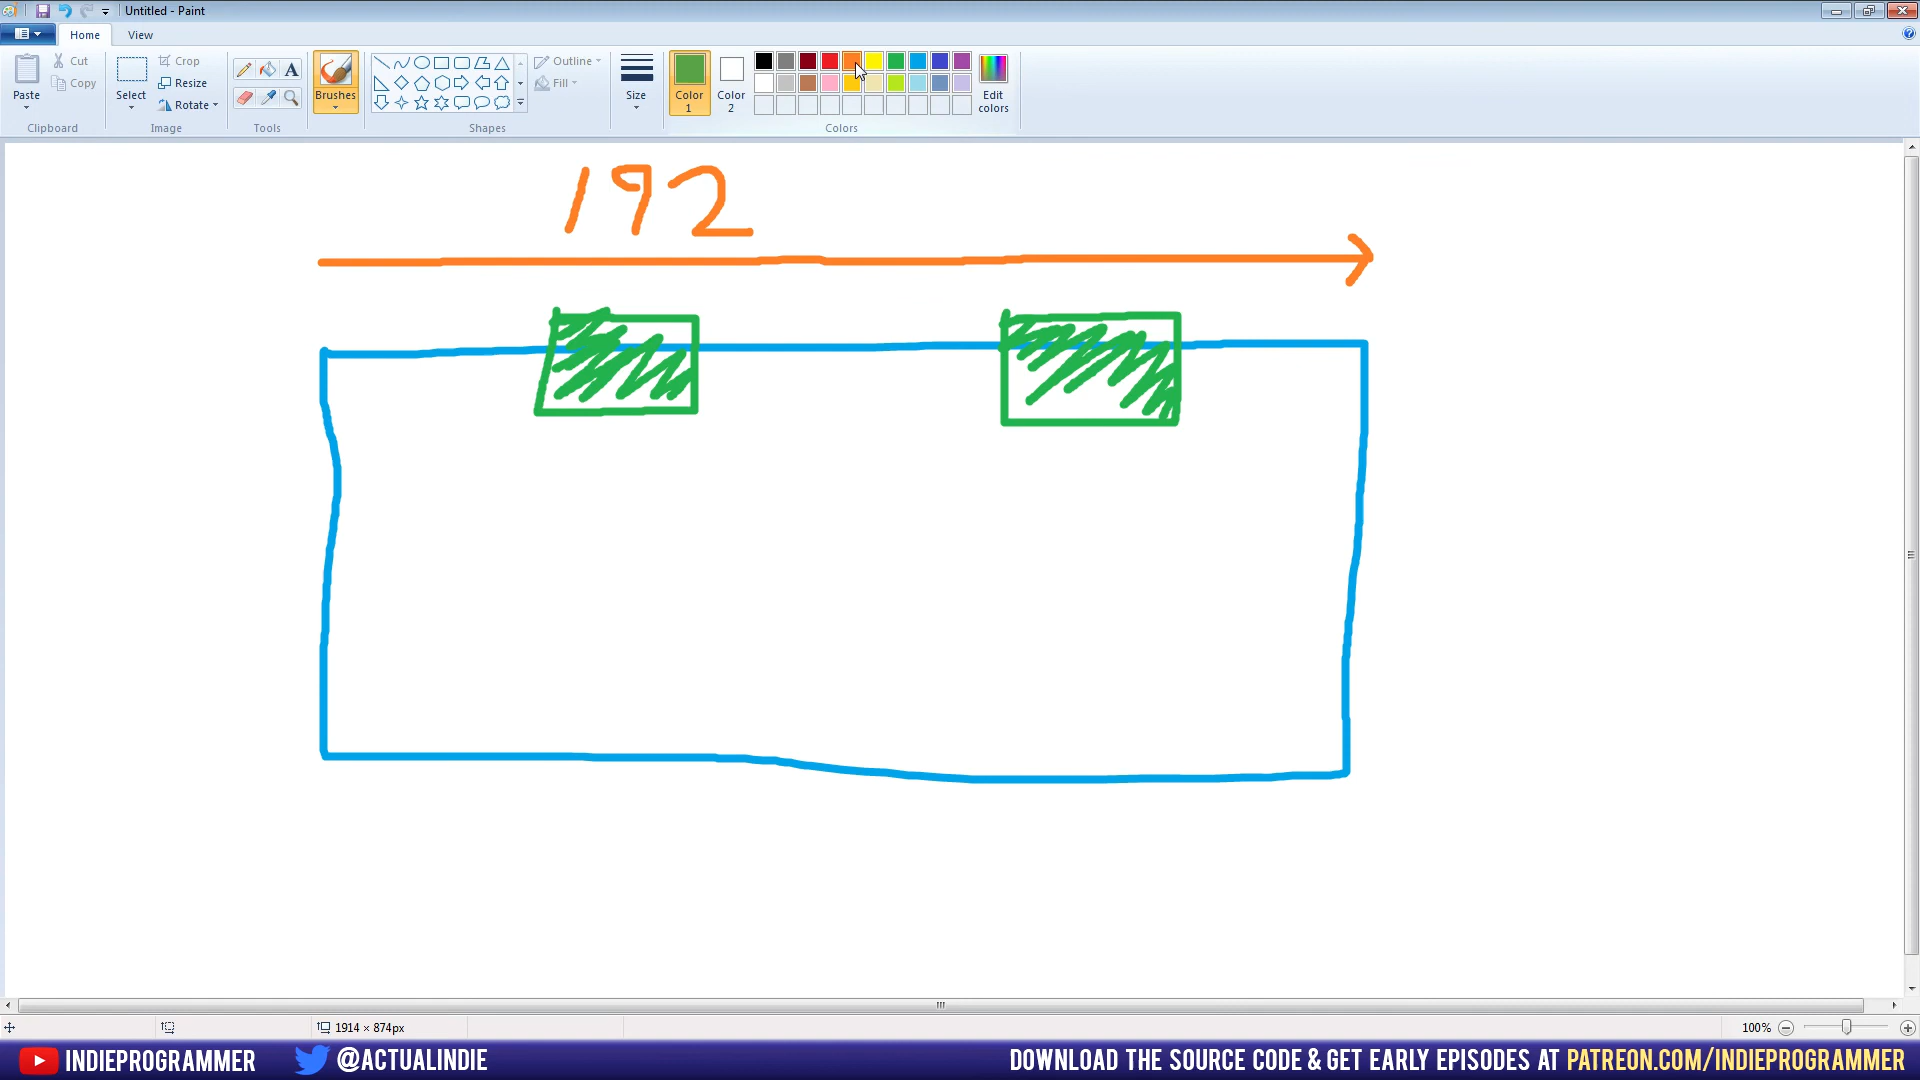 Untitled - Paint
Home View
Paste
Cut
Copy
Clipboard
Select
Crop
Resize
Rotate
Image
A
Tools
Brushes
Shapes
Outline
Fill
Size
Color 1
Color 2
Colors
Edit colors
192
1914 × 874px
100%
INDIEPROGRAMMER @ACTUALINDIE DOWNLOAD THE SOURCE CODE & GET EARLY EPISODES AT PATREON.COM/INDIEPROGRAMMER